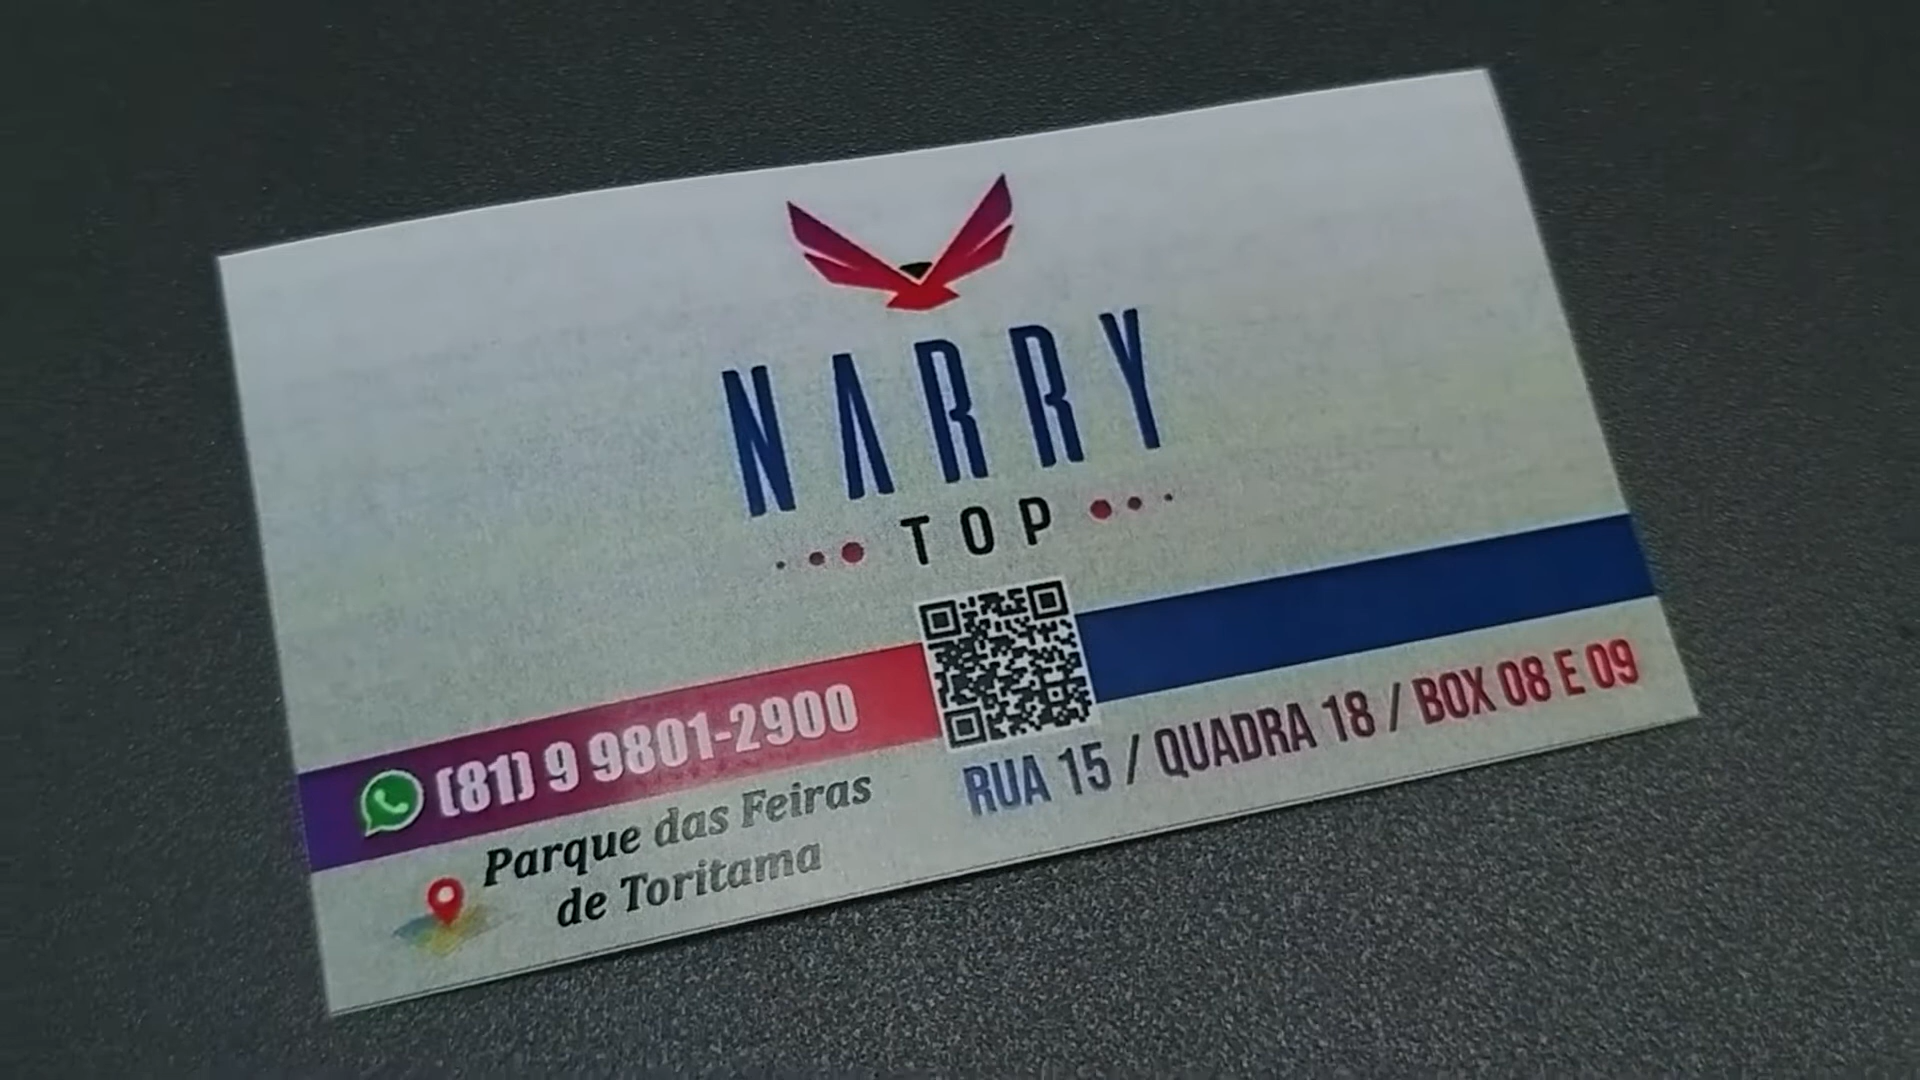 NARRY
TOP
(81) 9 9801-2900
Parque das Feiras
de Toritama
RUA 15 / QUADRA 18 / BOX 08 E 09